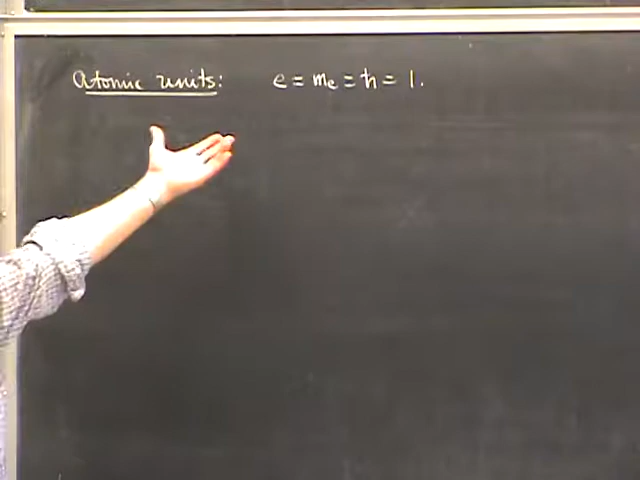 Atomic units: e = mₑ = ħ = 1.